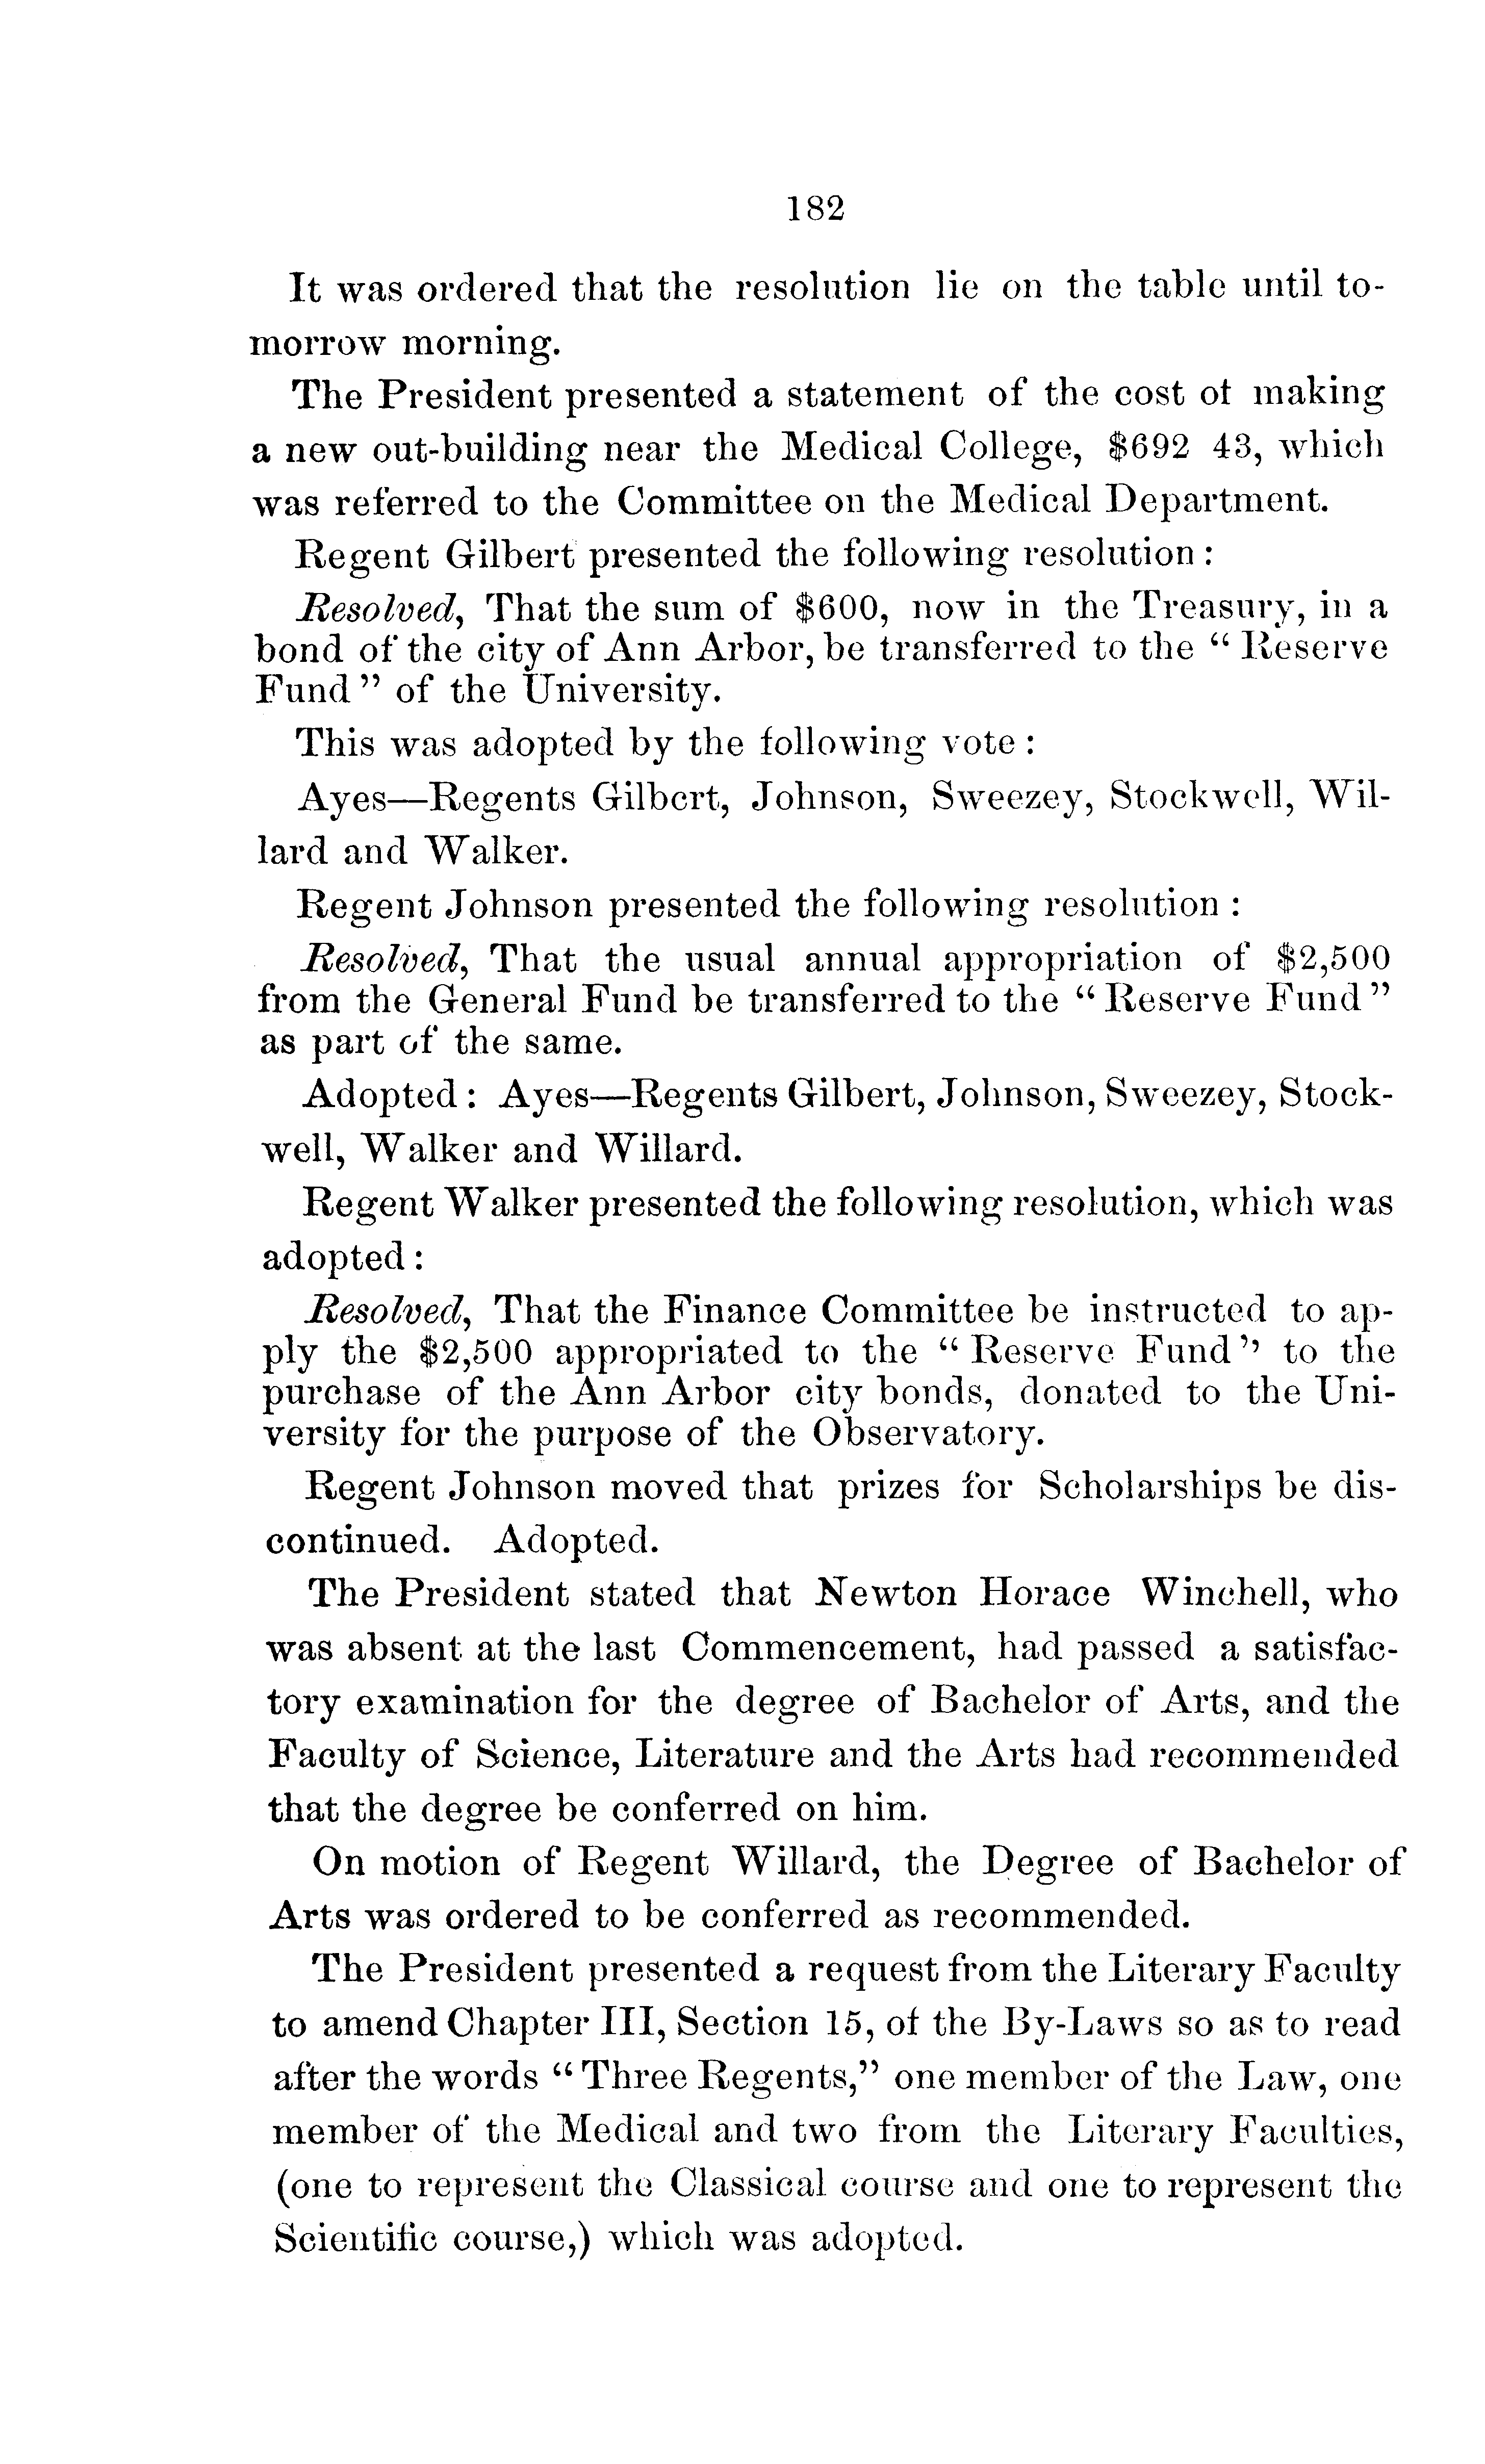 182
It was ordered that the resolution lie on the table until to-
morrow morning.
The President presented a statement of the cost ot making
a new out-building near the Medical College, $692 43, which
was referred to the Committee on the Medical Department.
Regent Gilbert presented the following resolution :
Resolved, That the sum of $600, now in the Treasury, in a
bond of the city of Ann Arbor, be transferred to the “ Reserve
Fund ” of the University.
This was adopted by the following vote :
Ayes—Regents Gilbert, Johnson, Sweezey, Stockwell, Wil-
lard and Walker.
Regent Johnson presented the following resolution :
Resolved, That the usual annual appropriation of $2,500
from the General Fund be transferred to the “ Reserve Fund ”
as part of the same.
Adopted : Ayes—Regents Gilbert, Johnson, Sweezey, Stock-
well, Walker and Willard.
Regent Walker presented the following resolution, which was
adopted :
Resolved, That the Finance Committee be instructed to ap-
ply the $2,500 appropriated to the “ Reserve Fund ” to the
purchase of the Ann Arbor city bonds, donated to the Uni-
versity for the purpose of the Observatory.
Regent Johnson moved that prizes for Scholarships be dis-
continued. Adopted.
The President stated that Newton Horace Winchell, who
was absent at the last Commencement, had passed a satisfac-
tory examination for the degree of Bachelor of Arts, and the
Faculty of Science, Literature and the Arts had recommended
that the degree be conferred on him.
On motion of Regent Willard, the Degree of Bachelor of
Arts was ordered to be conferred as recommended.
The President presented a request from the Literary Faculty
to amend Chapter III, Section 15, of the By-Laws so as to read
after the words “ Three Regents,” one member of the Law, one
member of the Medical and two from the Literary Faculties,
(one to represent the Classical course and one to represent the
Scientific course,) which was adopted.